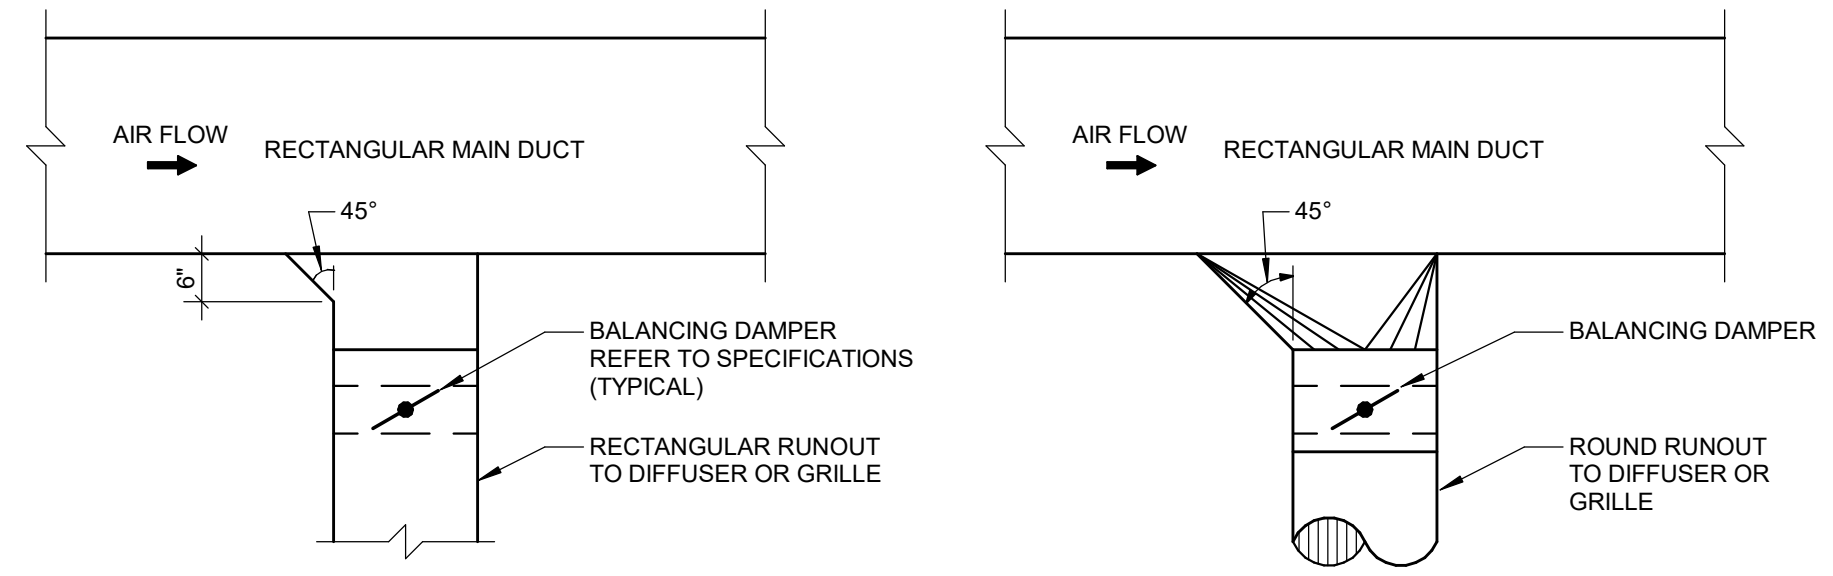 AIR FLOW
RECTANGULAR MAIN DUCT
45°
6"
BALANCING DAMPER
REFER TO SPECIFICATIONS
(TYPICAL)
RECTANGULAR RUNOUT
TO DIFFUSER OR GRILLE
AIR FLOW
RECTANGULAR MAIN DUCT
45°
BALANCING DAMPER
ROUND RUNOUT
TO DIFFUSER OR
GRILLE